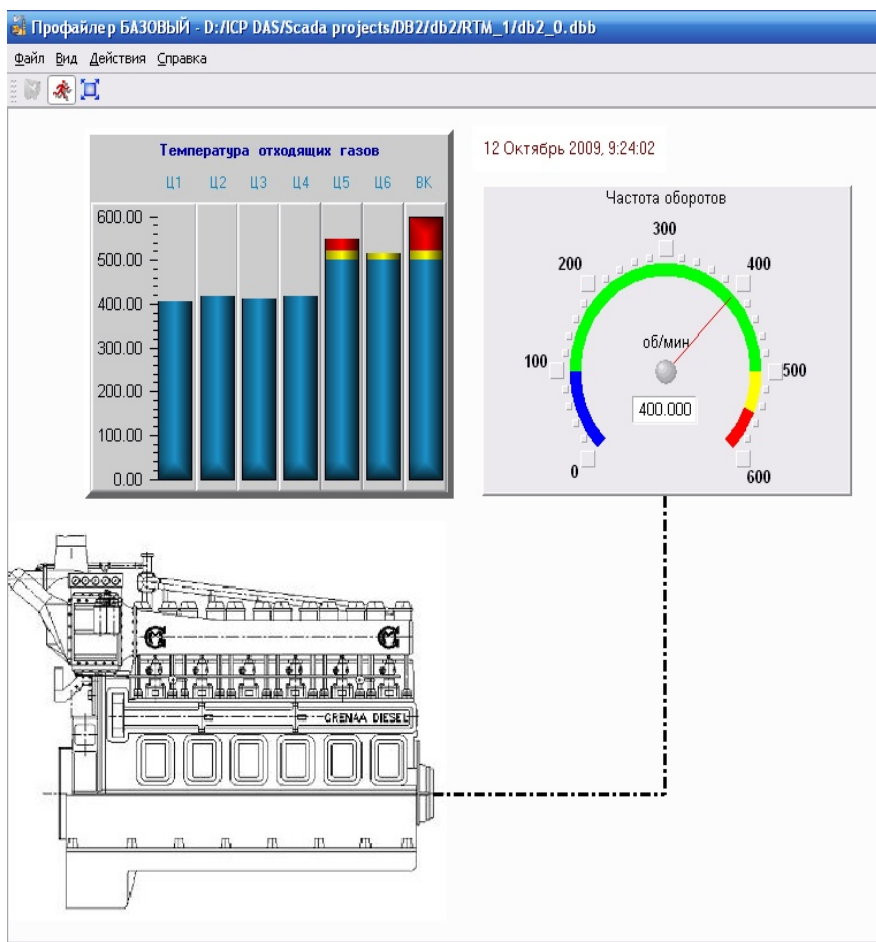 Профайлер БАЗОВЫЙ - D:/ICP DAS/Scada projects/DB2/db2/RTM_1/db2_0.dbb
Файл Вид Действия Справка
Температура отходящих газов
Ц1 Ц2 Ц3 Ц4 Ц5 Ц6 ВК
600.00
500.00
400.00
300.00
200.00
100.00
0.00
12 Октябрь 2009, 9:24:02
Частота оборотов
0
100
200
300
400
500
600
об/мин
400.000
GRENAA DIESEL